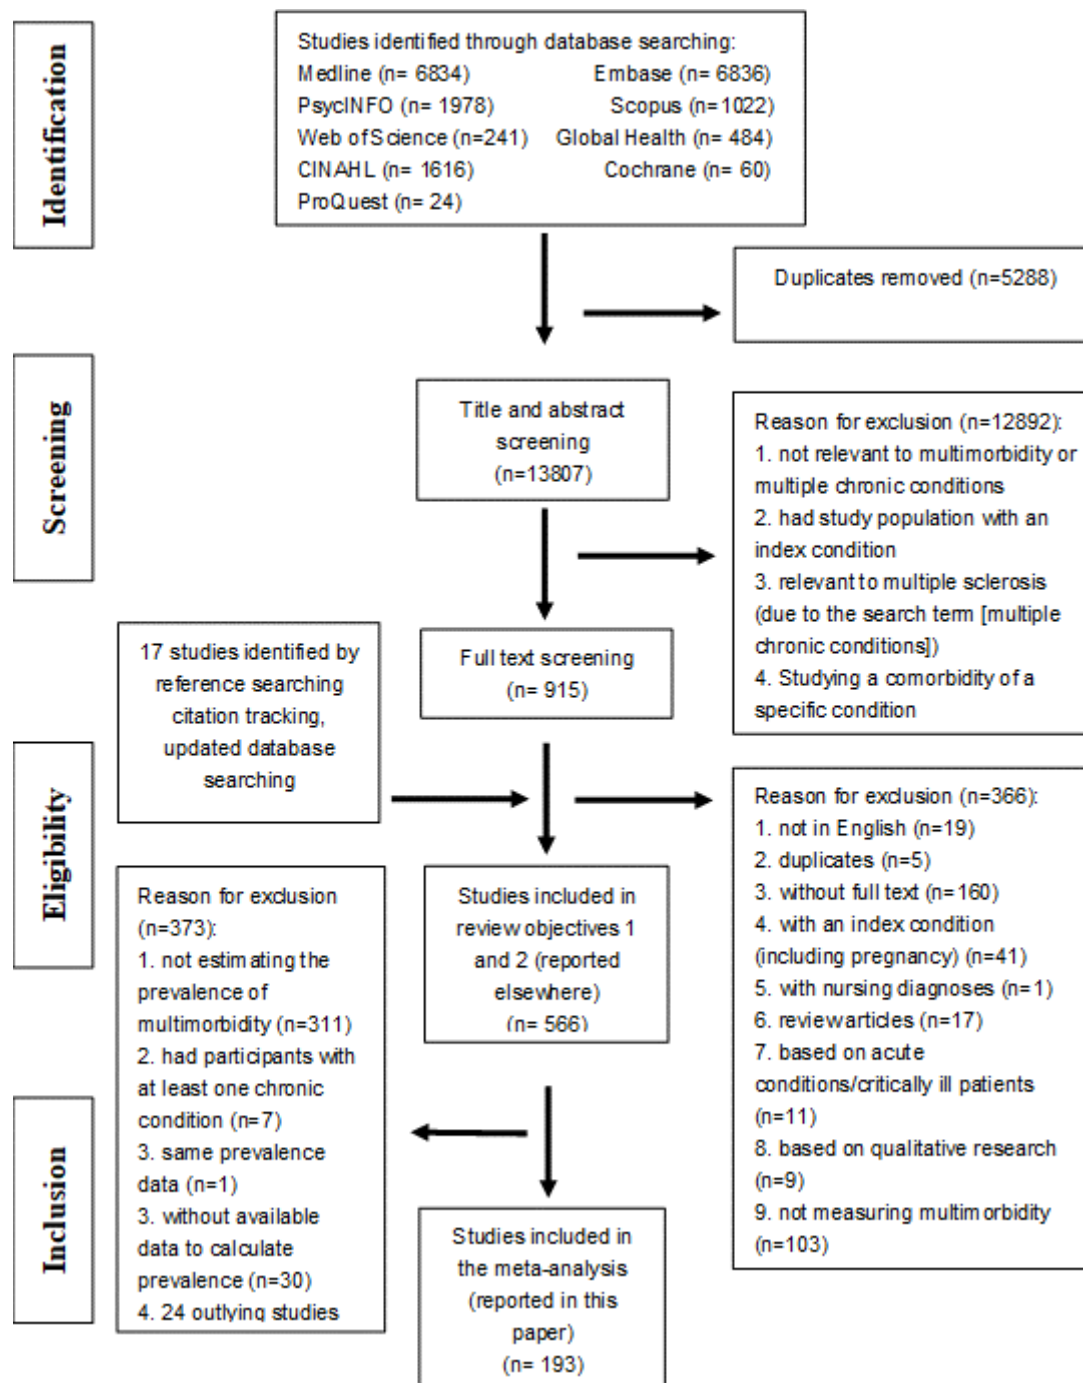 Identification
Studies identified through database searching:
Medline (n= 6834) Embase (n= 6836)
PsycINFO (n= 1978) Scopus (n=1022)
Web of Science (n=241) Global Health (n= 484)
CINAHL (n= 1616) Cochrane (n= 60)
ProQuest (n= 24)
Duplicates removed (n=5288)
Screening
Title and abstract
screening
(n=13807)
Reason for exclusion (n=12892):
1. not relevant to multimorbidity or
multiple chronic conditions
2. had study population with an
index condition
3. relevant to multiple sclerosis
(due to the search term [multiple
chronic conditions])
4. Studying a comorbidity of a
specific condition
Full text screening
(n= 915)
17 studies identified by
reference searching
citation tracking,
updated database
searching
Eligibility
Reason for exclusion (n=366):
1. not in English (n=19)
2. duplicates (n=5)
3. without full text (n=160)
4. with an index condition
(including pregnancy) (n=41)
5. with nursing diagnoses (n=1)
6. review articles (n=17)
7. based on acute
conditions/critically ill patients
(n=11)
8. based on qualitative research
(n=9)
9. not measuring multimorbidity
(n=103)
Studies included in
review objectives 1
and 2 (reported
elsewhere)
(n= 566)
Reason for exclusion
(n=373):
1. not estimating the
prevalence of
multimorbidity (n=311)
2. had participants with
at least one chronic
condition (n=7)
3. same prevalence
data (n=1)
3. without available
data to calculate
prevalence (n=30)
4. 24 outlying studies
Inclusion
Studies included in
the meta-analysis
(reported in this
paper)
(n= 193)